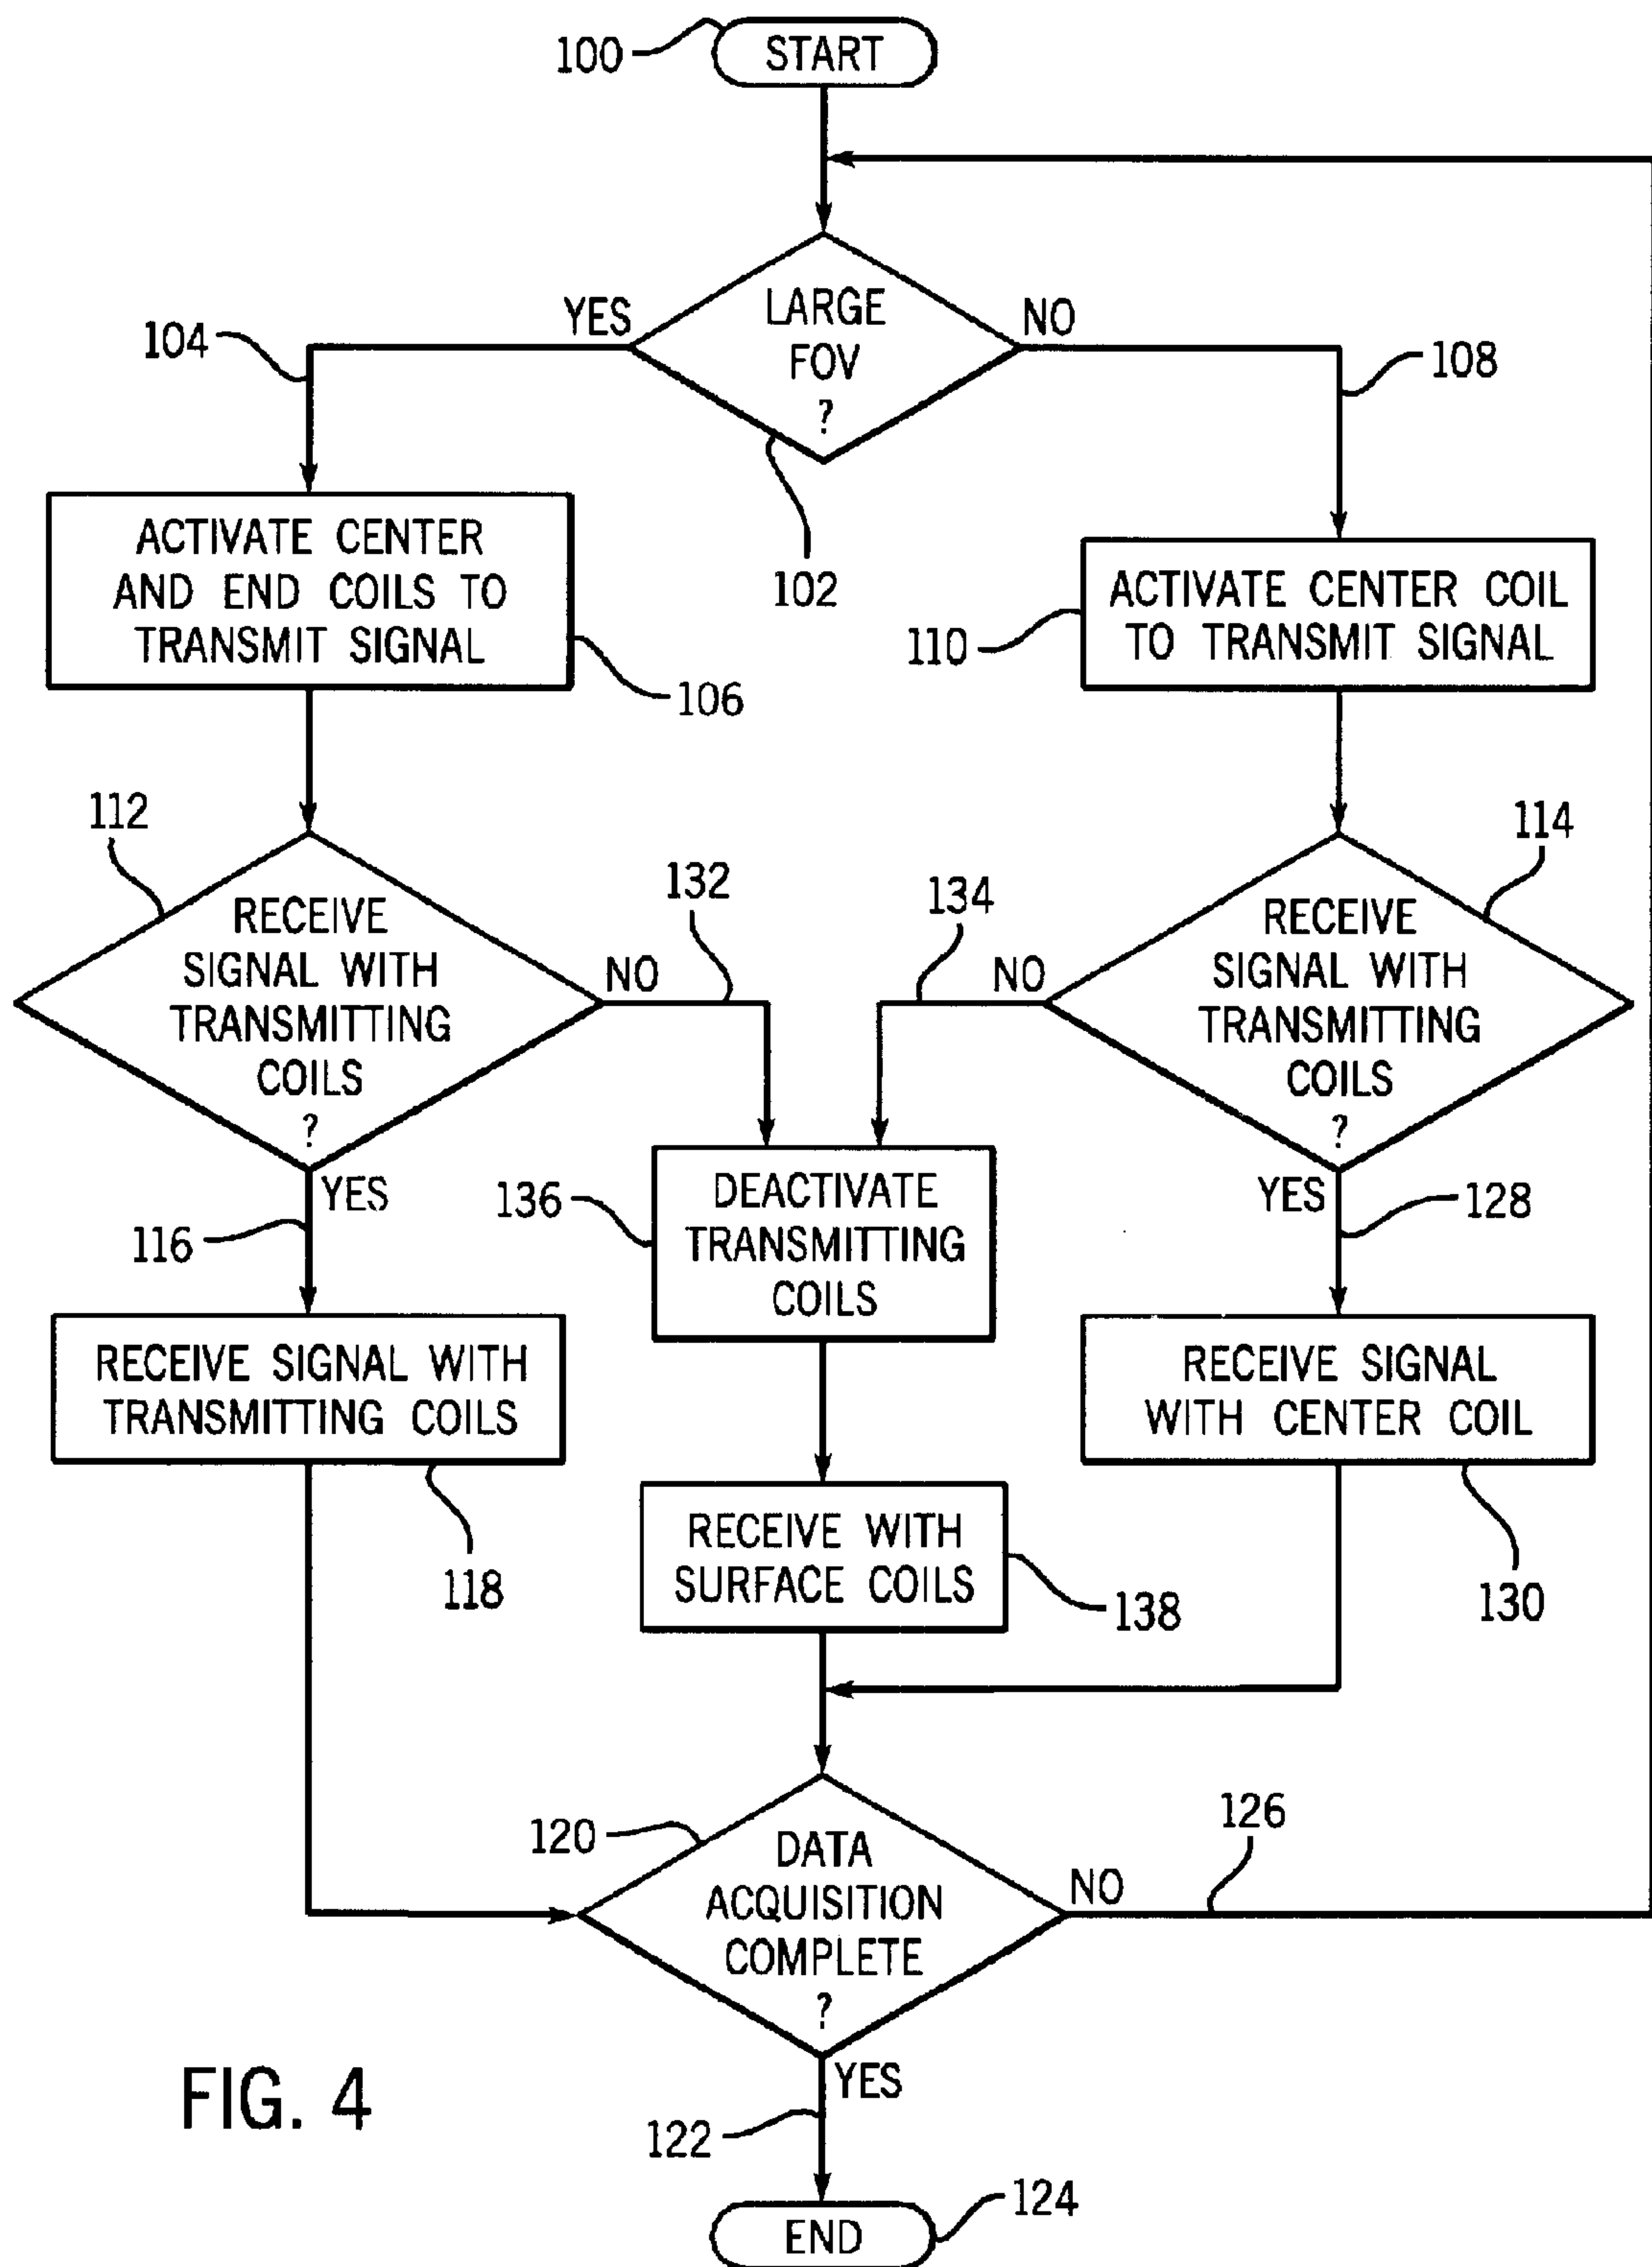 100
START
LARGE
FOV
?
YES
NO
104
108
102
ACTIVATE CENTER
AND END COILS TO
TRANSMIT SIGNAL
106
110
ACTIVATE CENTER COIL
TO TRANSMIT SIGNAL
112
RECEIVE
SIGNAL WITH
TRANSMITTING
COILS
?
NO
132
134
NO
114
RECEIVE
SIGNAL WITH
TRANSMITTING
COILS
?
YES
116
136
DEACTIVATE
TRANSMITTING
COILS
YES
128
RECEIVE SIGNAL WITH
TRANSMITTING COILS
118
RECEIVE WITH
SURFACE COILS
138
RECEIVE SIGNAL
WITH CENTER COIL
130
120
DATA
ACQUISITION
COMPLETE
?
NO
126
YES
122
END
124
FIG. 4